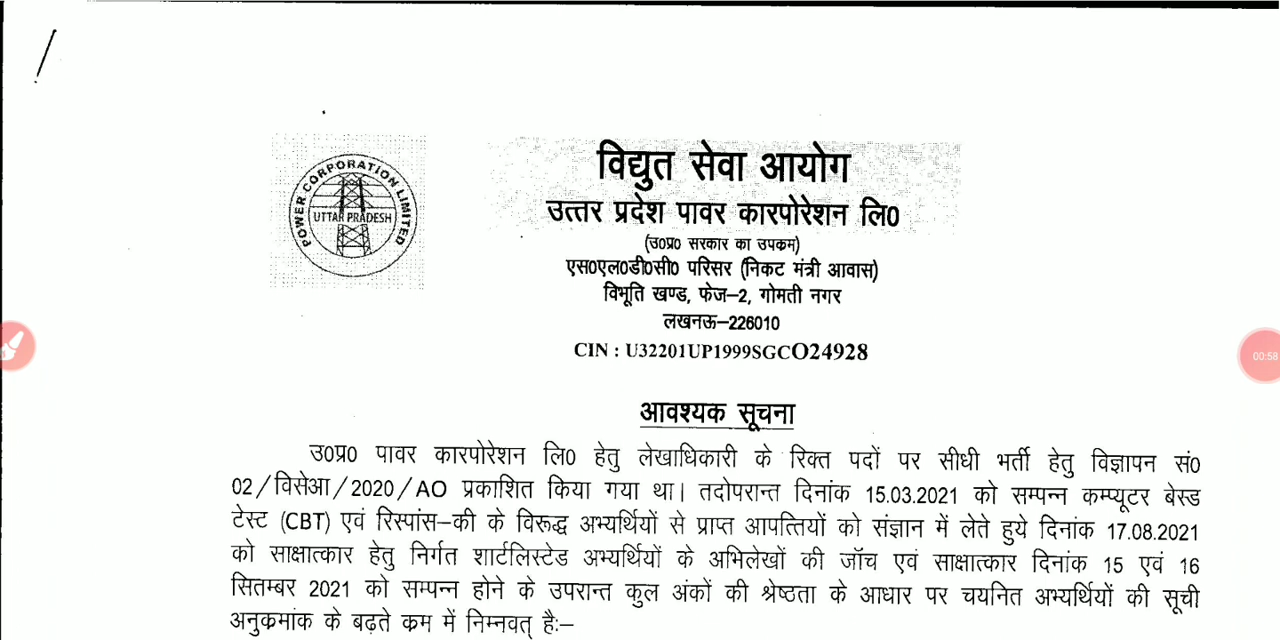 POWER CORPORATION LIMITED
UTTAR PRADESH
विद्युत सेवा आयोग
उत्तर प्रदेश पावर कारपोरेशन लि0
(उ0प्र0 सरकार का उपक्रम)
एस0एल0डी0सी0 परिसर (निकट मंत्री आवास)
विभूति खण्ड, फेज–2, गोमती नगर
लखनऊ–226010
CIN : U32201UP1999SGCO24928
00:58
आवश्यक सूचना
उ0प्र0 पावर कारपोरेशन लि0 हेतु लेखाधिकारी के रिक्त पदों पर सीधी भर्ती हेतु विज्ञापन सं0
02/विसेआ/2020/AO प्रकाशित किया गया था। तदोपरान्त दिनांक 15.03.2021 को सम्पन्न कम्प्यूटर बेस्ड
टेस्ट (CBT) एवं रिस्पांस–की के विरूद्ध अभ्यर्थियों से प्राप्त आपत्तियों को संज्ञान में लेते हुये दिनांक 17.08.2021
को साक्षात्कार हेतु निर्गत शार्टलिस्टेड अभ्यर्थियों के अभिलेखों की जॉच एवं साक्षात्कार दिनांक 15 एवं 16
सितम्बर 2021 को सम्पन्न होने के उपरान्त कुल अंकों की श्रेष्ठता के आधार पर चयनित अभ्यर्थियों की सूची
अनुक्रमांक के बढ़ते क्रम में निम्नवत् हैः–